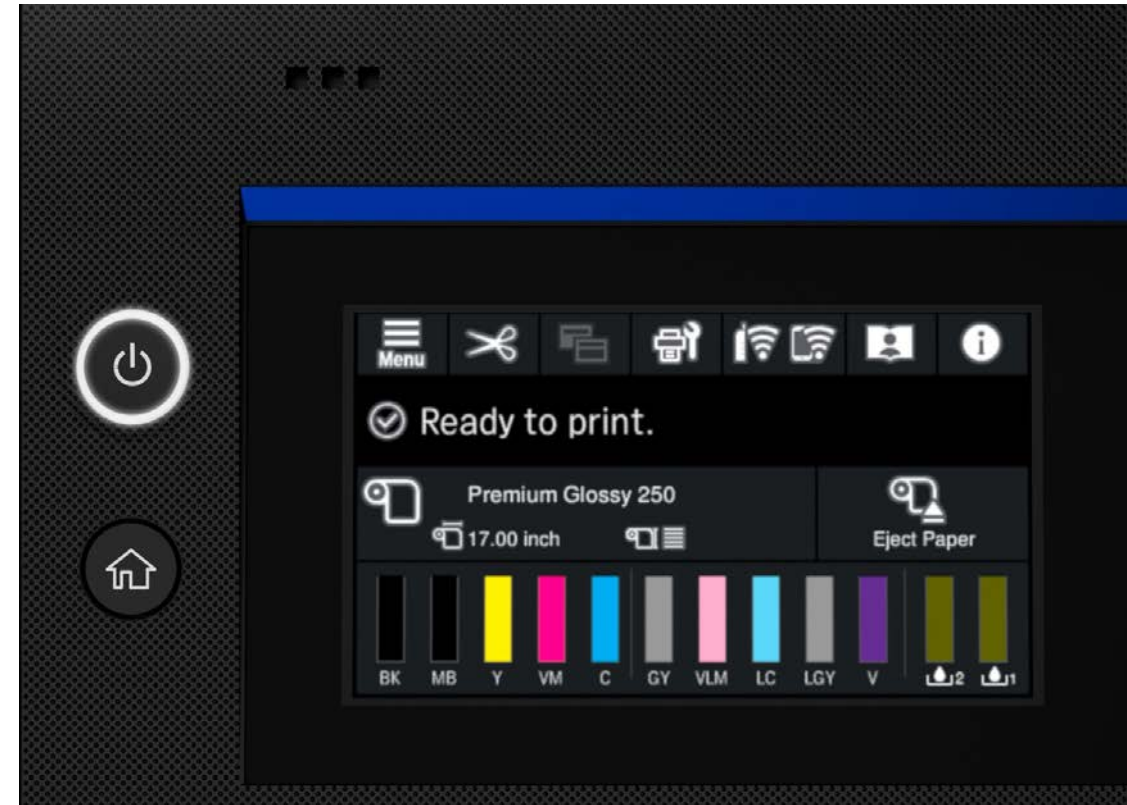 Menu
Ready to print.
Premium Glossy 250
17.00 inch
Eject Paper
BK MB Y VM C GY VLM LC LGY V 2 1